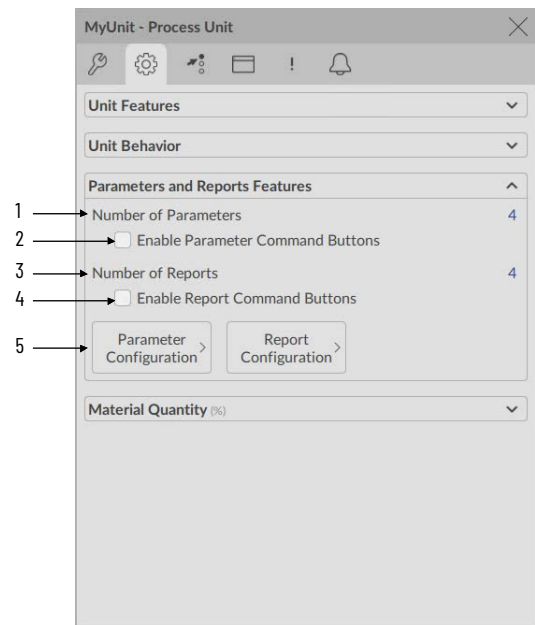 MyUnit - Process Unit
!
Unit Features
Unit Behavior
Parameters and Reports Features
1 Number of Parameters 4
2 Enable Parameter Command Buttons
3 Number of Reports 4
4 Enable Report Command Buttons
5 Parameter Configuration > Report Configuration >
Material Quantity (%)